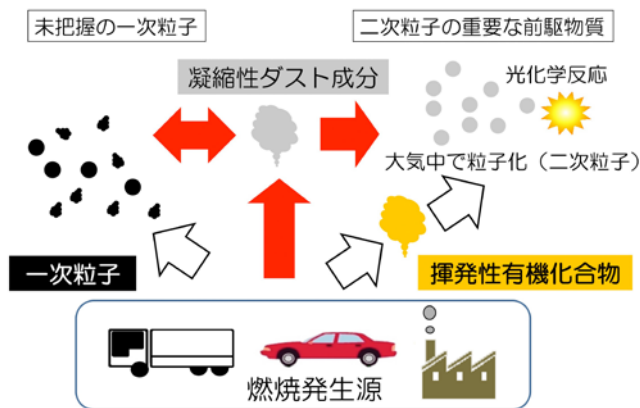 未把握の一次粒子
二次粒子の重要な前駆物質
凝縮性ダスト成分
光化学反応
大気中で粒子化（二次粒子）
一次粒子
揮発性有機化合物
燃焼発生源